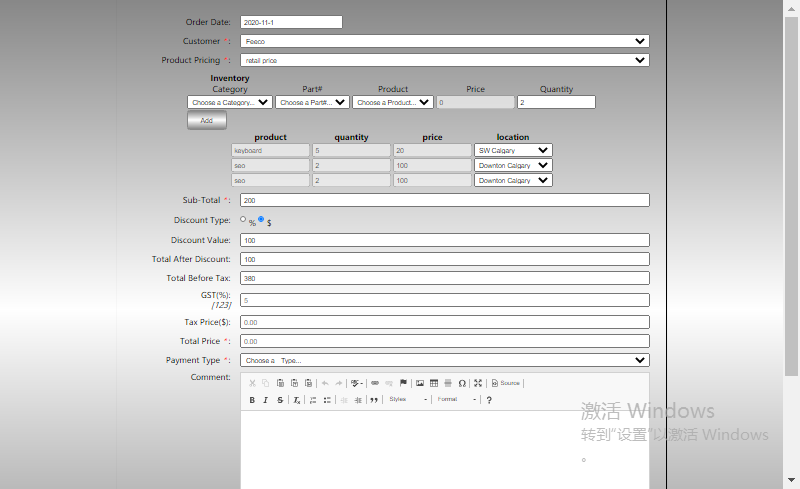 Order Date: 2020-11-1
Customer *: Feeco
Product Pricing *: retail price
Inventory
Category Part# Product Price Quantity
Choose a Category... Choose a Part#... Choose a Product... 0 2
Add
product quantity price location
keyboard 5 20 SW Calgary
seo 2 100 Downton Calgary
seo 2 100 Downton Calgary
Sub-Total *: 200
Discount Type: % $
Discount Value: 100
Total After Discount: 100
Total Before Tax: 380
GST(%): 5
[123]
Tax Price($): 0.00
Total Price *: 0.00
Payment Type *: Choose a Type...
Comment:
Source
B I S Styles Format ?
激活 Windows
转到"设置"以激活 Windows
。